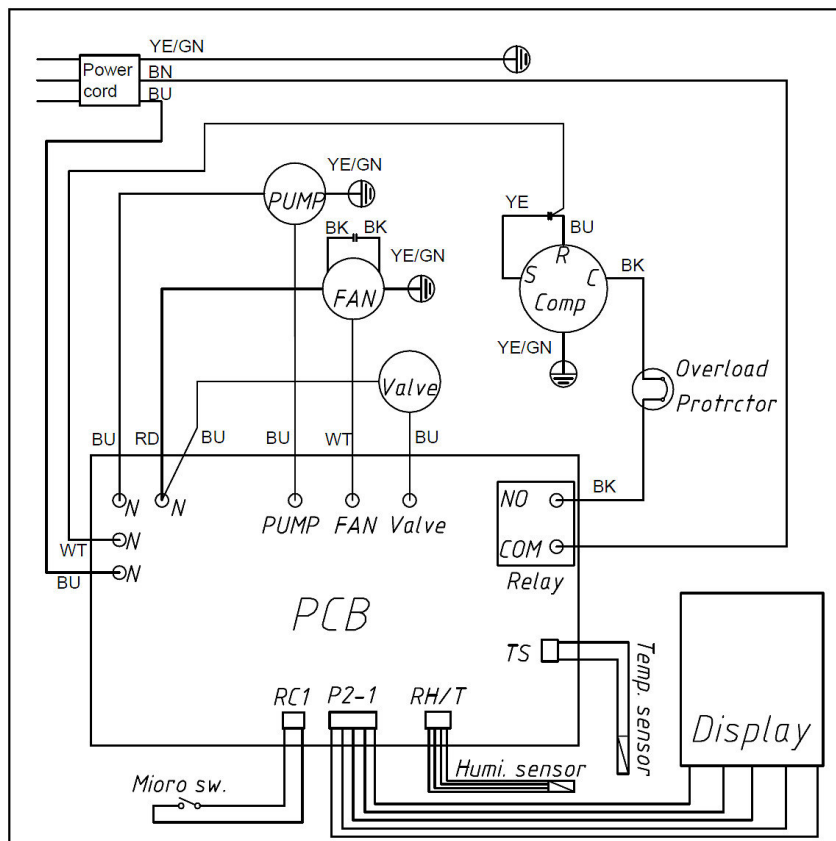 YE/GN
Power
cord
BN
BU
YE/GN
PUMP
YE
BU
BK
BK
YE/GN
R
S
C
BK
FAN
Comp
YE/GN
Valve
Overload
Protrctor
BU
RD
BU
BU
WT
BU
BK
N
N
PUMP
FAN
Valve
NO
WT
N
COM
BU
N
Relay
PCB
TS
Temp. sensor
RC1
P2-1
RH/T
Display
Mioro sw.
Humi. sensor